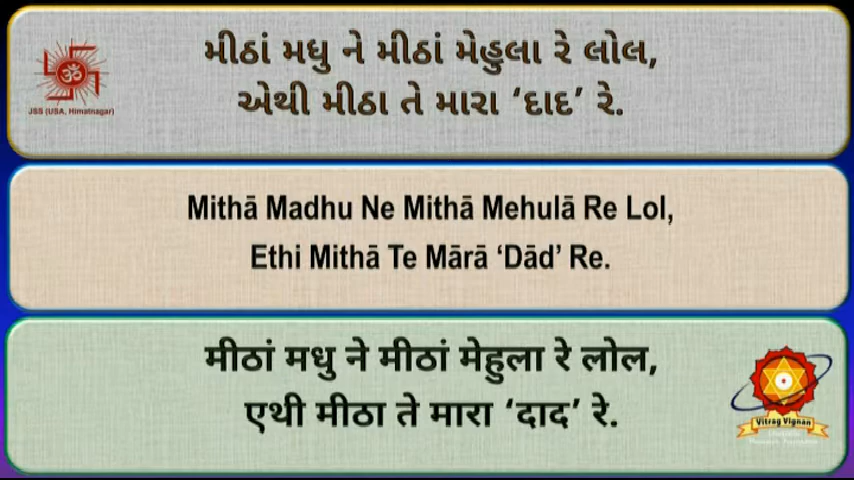 મીઠાં મધુ ને મીઠાં મેહુલા રે લોલ,
એથી મીઠા તે મારા ‘દાદ’ રે.
JSS (USA, Himatnagar)
Mithā Madhu Ne Mithā Mehulā Re Lol,
Ethi Mithā Te Mārā ‘Dād’ Re.
मीठां मधु ने मीठां मेहुला रे लोल,
एथी मीठा ते मारा ‘दाद’ रे.
Vitrag Vignan